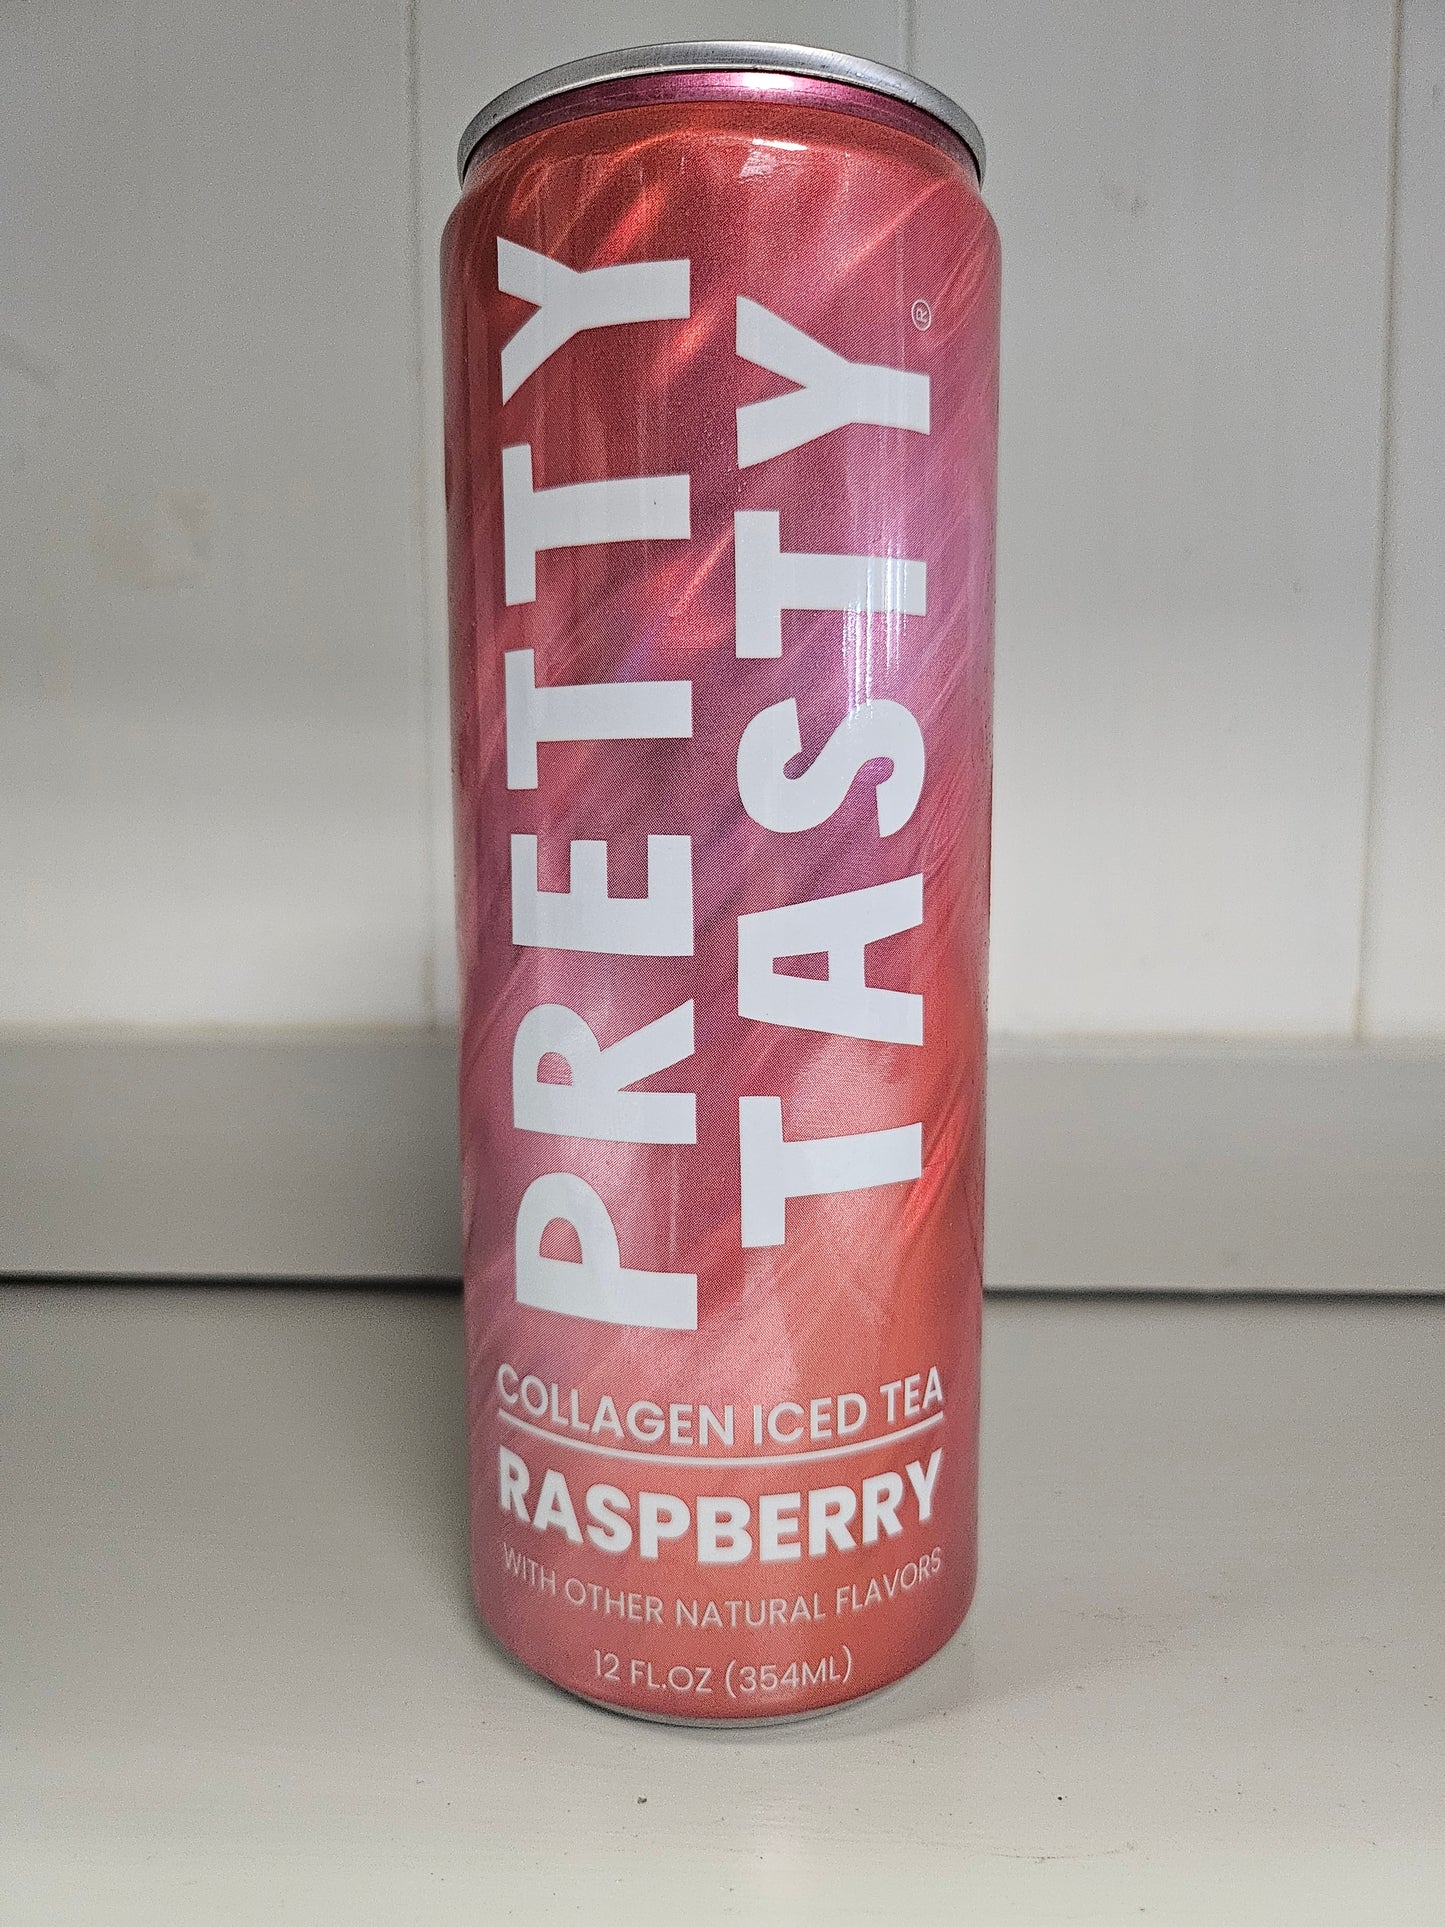 PRETTY
TASTY®
COLLAGEN ICED TEA
RASPBERRY
WITH OTHER NATURAL FLAVORS
12 FL.OZ (354ML)